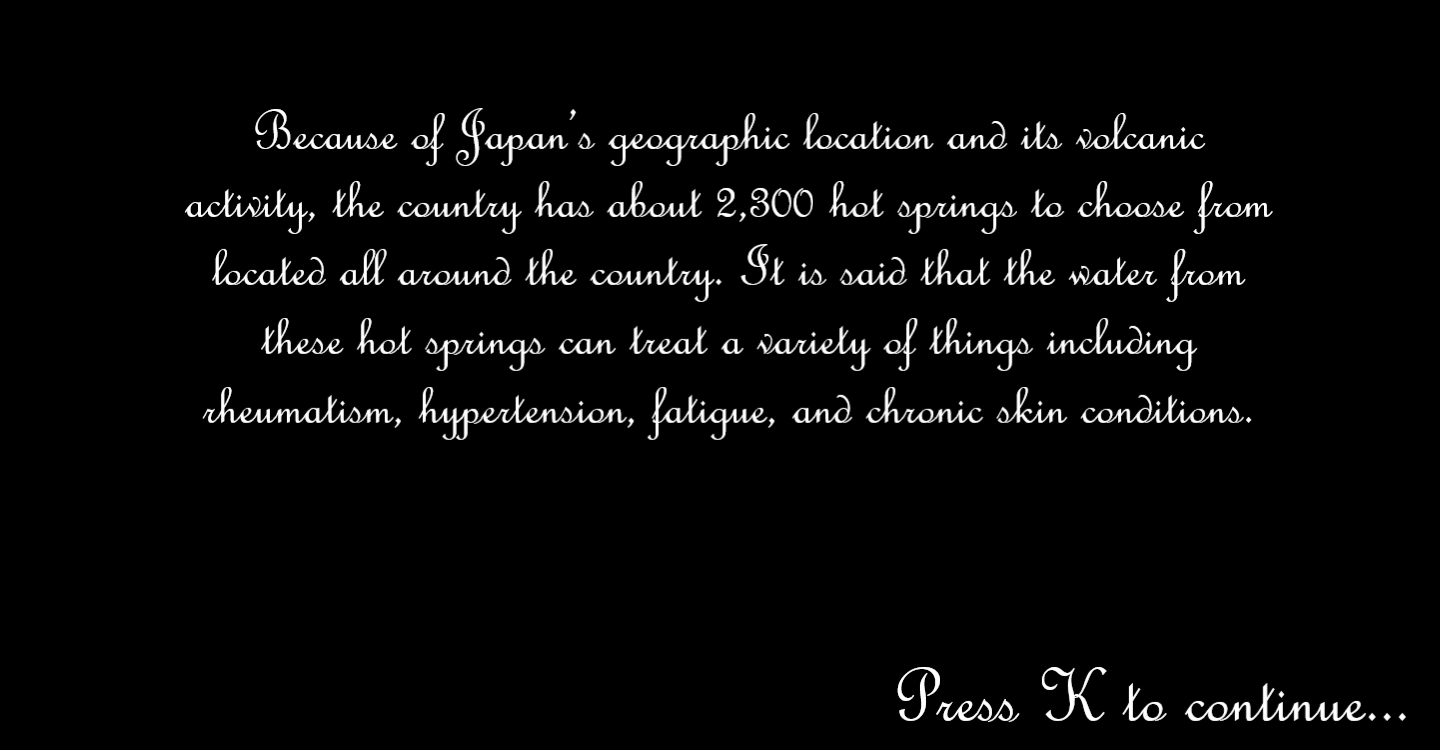 Because of Japan's geographic location and its volcanic
activity, the country has about 2,300 hot springs to choose from
located all around the country. It is said that the water from
these hot springs can treat a variety of things including
rheumatism, hypertension, fatigue, and chronic skin conditions.
Press K to continue...